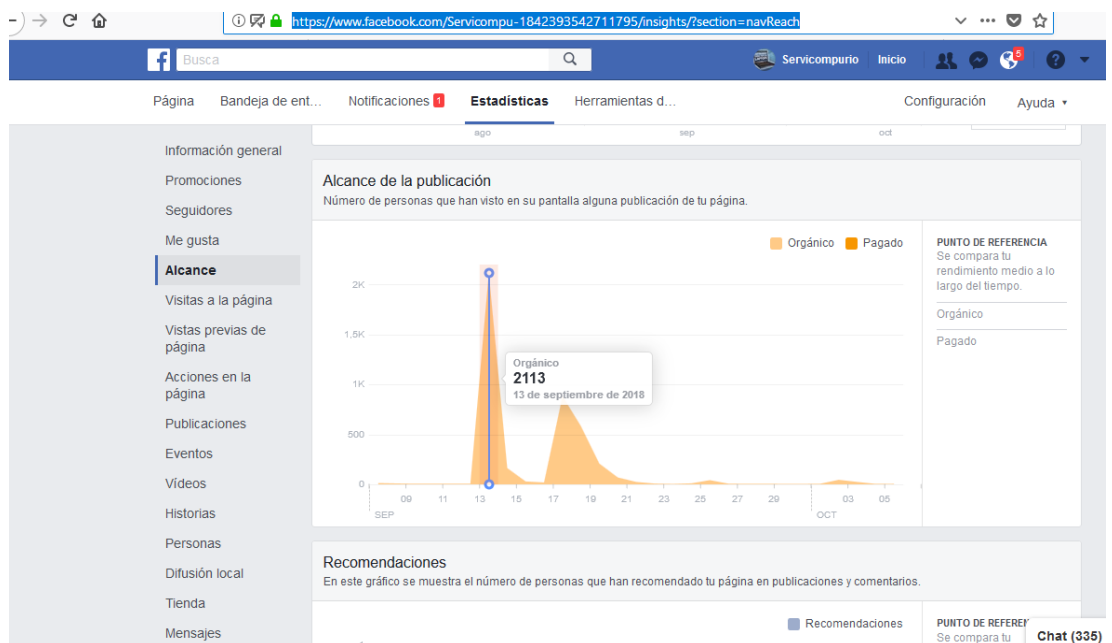 https://www.facebook.com/Servicompu-1842393542711795/insights/?section=navReach
Busca
Servicompurio Inicio
5
?
Página Bandeja de ent... Notificaciones 1 Estadísticas Herramientas d... Configuración Ayuda
ago sep oct
Información general
Promociones
Seguidores
Me gusta
Alcance
Visitas a la página
Vistas previas de
página
Acciones en la
página
Publicaciones
Eventos
Vídeos
Historias
Personas
Difusión local
Tienda
Mensajes
Alcance de la publicación
Número de personas que han visto en su pantalla alguna publicación de tu página.
Orgánico Pagado
2K
1.5K
1K
500
0
Orgánico
2113
13 de septiembre de 2018
09 11 13 15 17 19 21 23 25 27 29 03 05
SEP OCT
PUNTO DE REFERENCIA
Se compara tu
rendimiento medio a lo
largo del tiempo.
Orgánico
Pagado
Recomendaciones
En este gráfico se muestra el número de personas que han recomendado tu página en publicaciones y comentarios.
Recomendaciones
PUNTO DE REFEREN
Se compara tu
Chat (335)